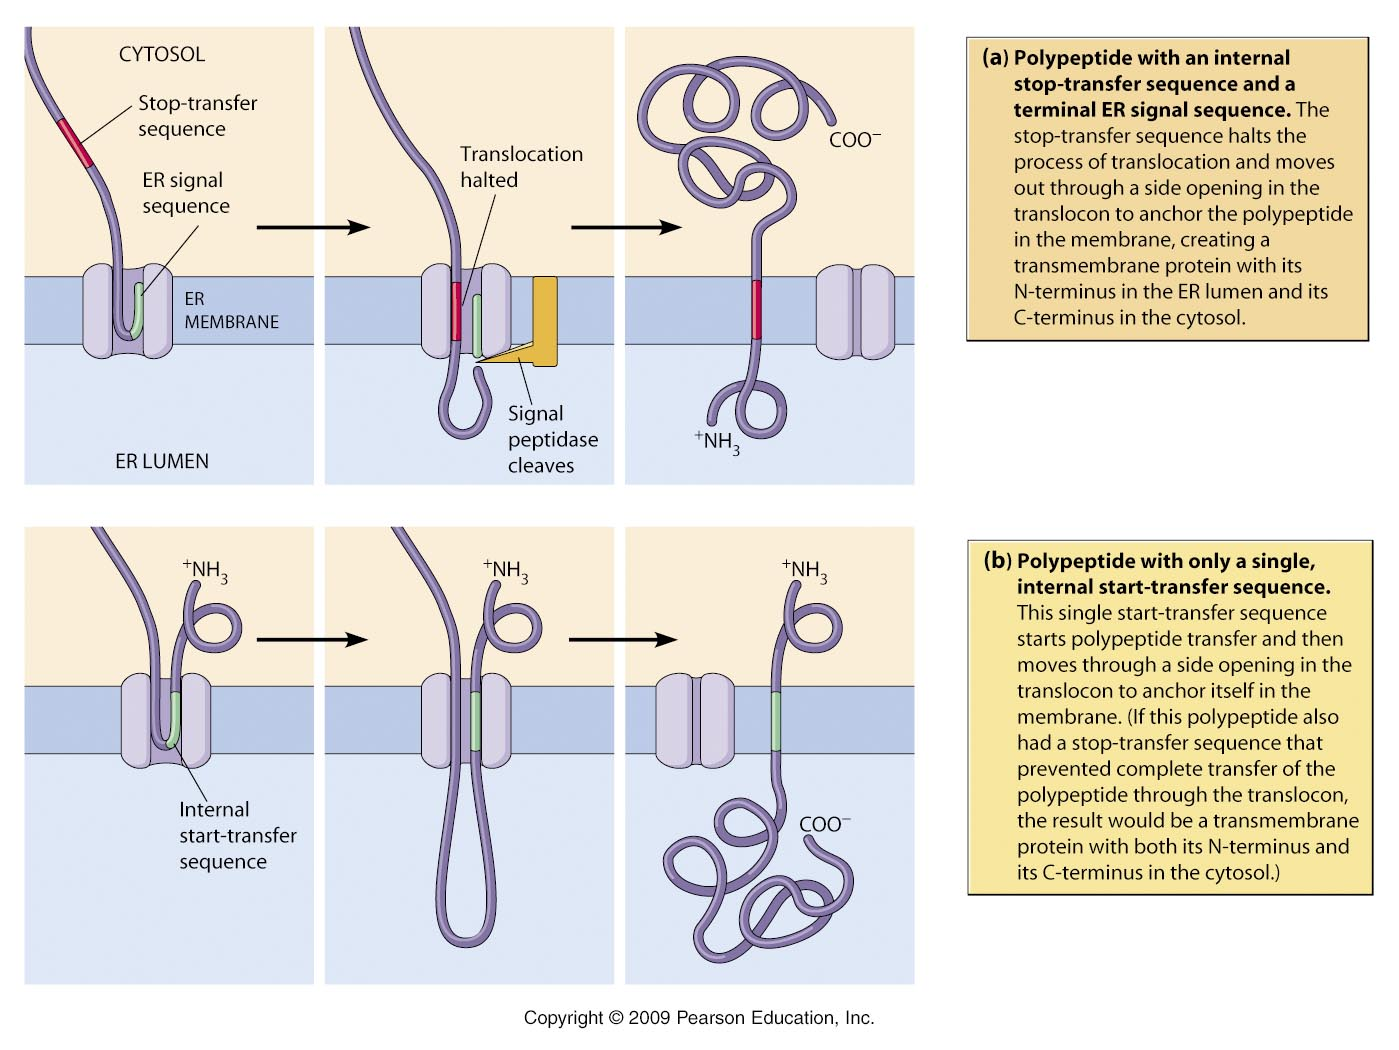 CYTOSOL
Stop-transfer
sequence
ER signal
sequence
ER
MEMBRANE
ER LUMEN
Translocation
halted
Signal
peptidase
cleaves
COO⁻
⁺NH₃
(a) Polypeptide with an internal
stop-transfer sequence and a
terminal ER signal sequence. The
stop-transfer sequence halts the
process of translocation and moves
out through a side opening in the
translocon to anchor the polypeptide
in the membrane, creating a
transmembrane protein with its
N-terminus in the ER lumen and its
C-terminus in the cytosol.
⁺NH₃
Internal
start-transfer
sequence
⁺NH₃
⁺NH₃
COO⁻
(b) Polypeptide with only a single,
internal start-transfer sequence.
This single start-transfer sequence
starts polypeptide transfer and then
moves through a side opening in the
translocon to anchor itself in the
membrane. (If this polypeptide also
had a stop-transfer sequence that
prevented complete transfer of the
polypeptide through the translocon,
the result would be a transmembrane
protein with both its N-terminus and
its C-terminus in the cytosol.)
Copyright © 2009 Pearson Education, Inc.